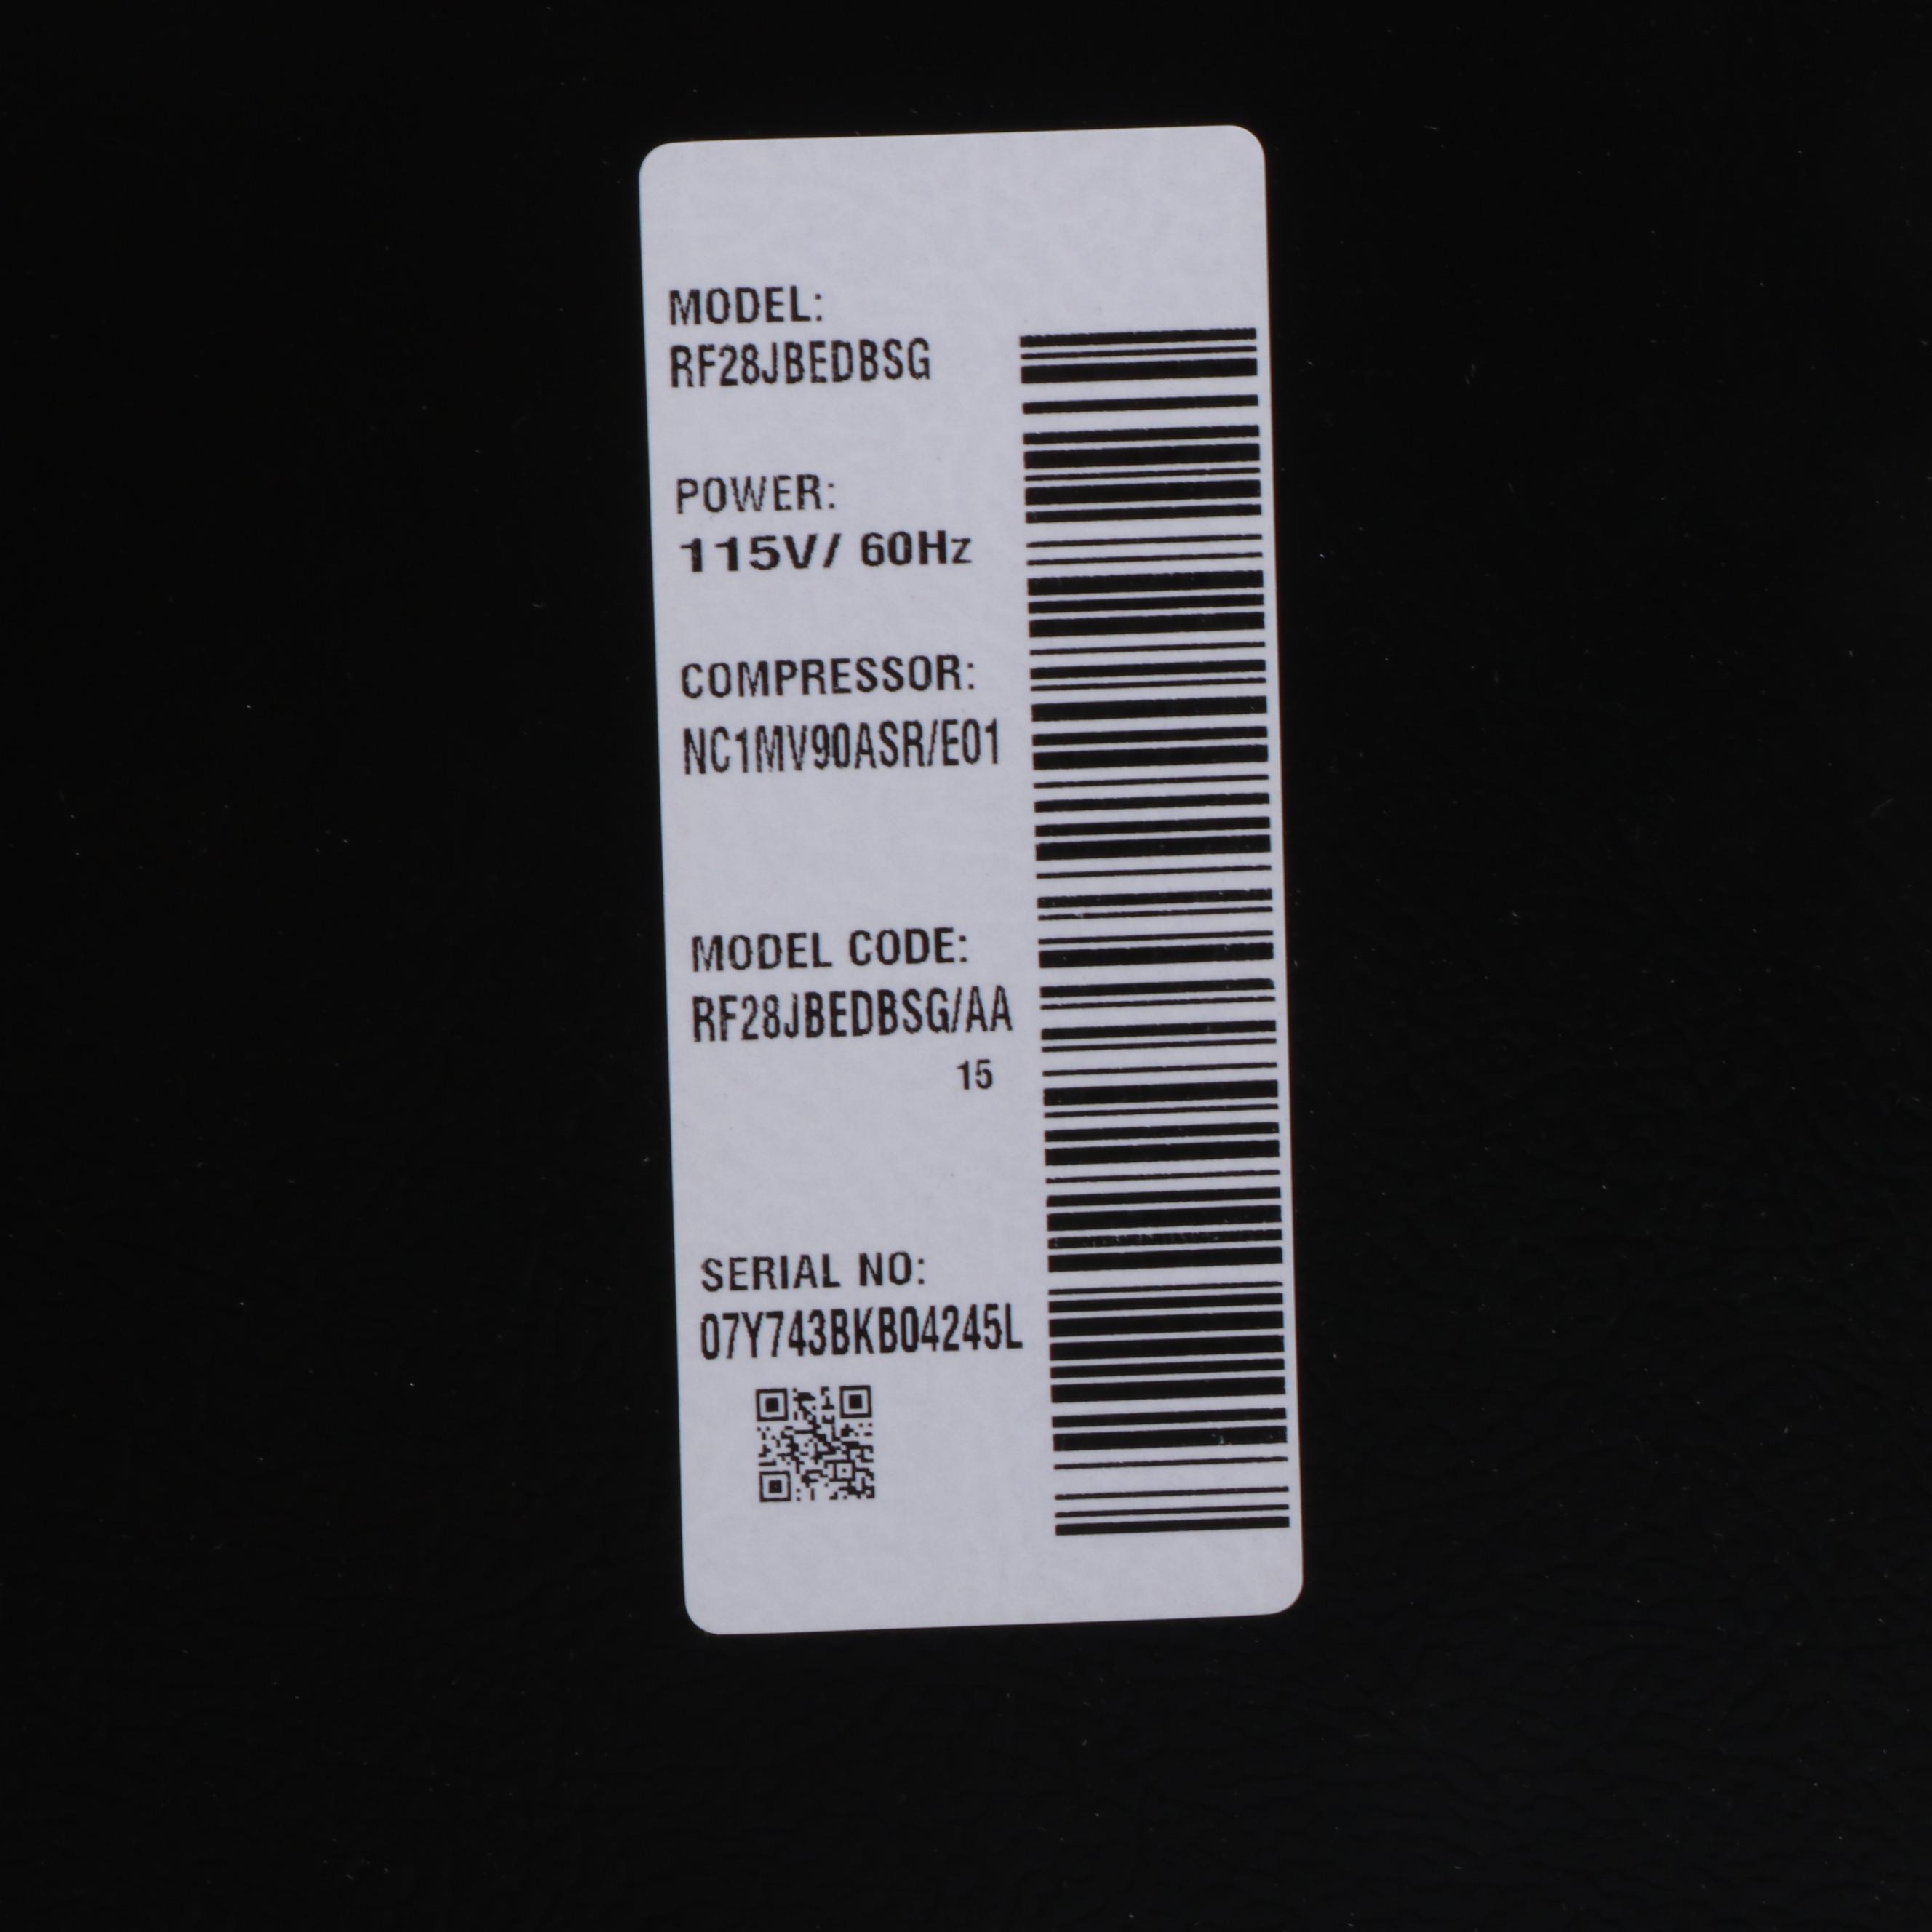 MODEL:
RF28JBEDBSG
POWER:
115V/ 60Hz
COMPRESSOR:
NC1MV90ASR/E01
MODEL CODE:
RF28JBEDBSG/AA
15
SERIAL NO:
07Y743BKB04245L